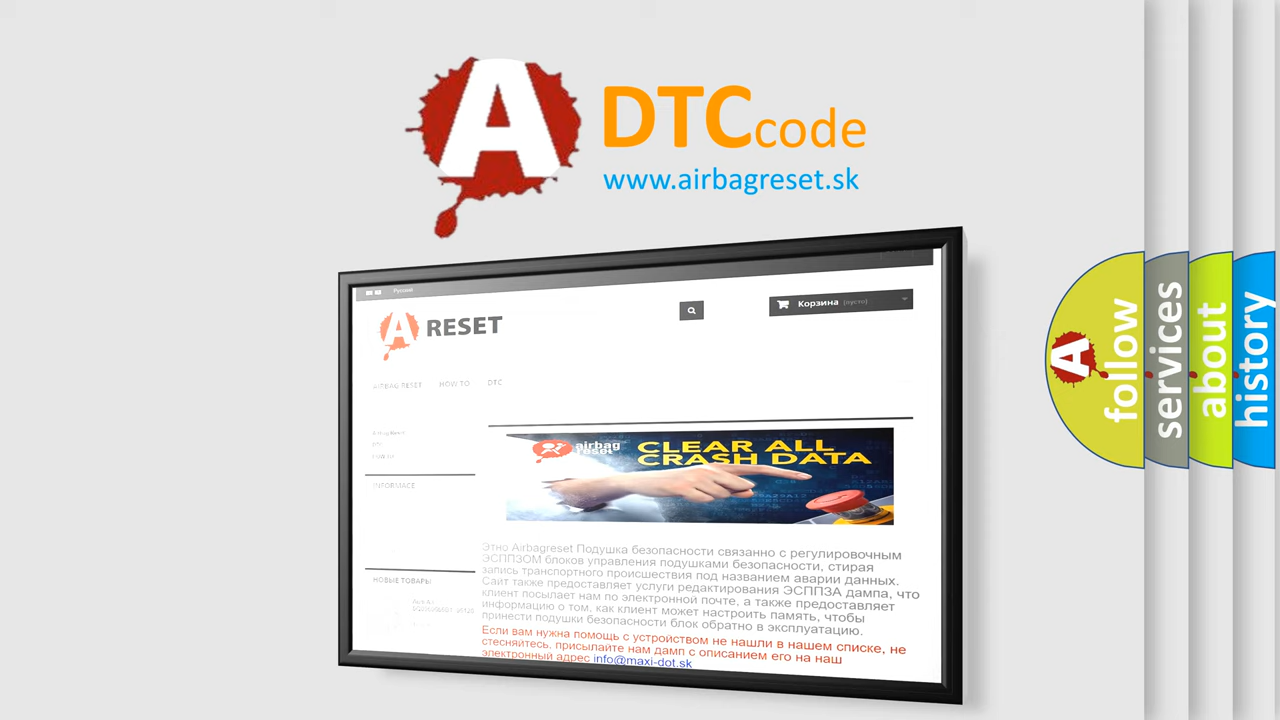 A
DTCcode
www.airbagreset.sk
Русский
Корзина (пусто)
A RESET
AIRBAG RESET HOW TO DTC
DTC
INFORMACE
airbag
reset
CLEAR ALL
CRASH DATA
Этно Airbagreset Подушка безопасности связанно с регулировочным
ЭСППЗОМ блоков управления подушками безопасности, стирая
запись транспортного происшествия под названием аварии данных.
Сайт также предоставляет услуги редактирования ЭСППЗА дампа, что
клиент посылает нам по электронной почте, а также предоставляет
информацию о том, как клиент может настроить память, чтобы
принести подушки безопасности блок обратно в эксплуатацию.
Если вам нужна помощь с устройством не нашли в нашем списке, не
стесняйтесь, присылайте нам дамп с описанием его на наш
электронный адрес info@maxi-dot.sk
НОВЫЕ ТОВАРЫ
A
follow
services
about
history